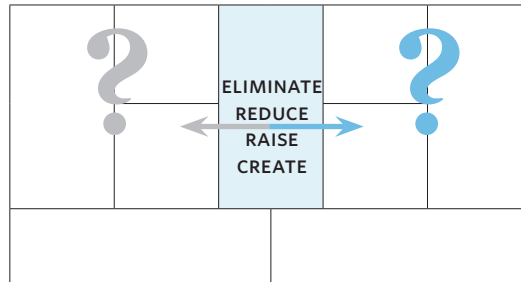 ?
?
ELIMINATE
REDUCE
RAISE
CREATE